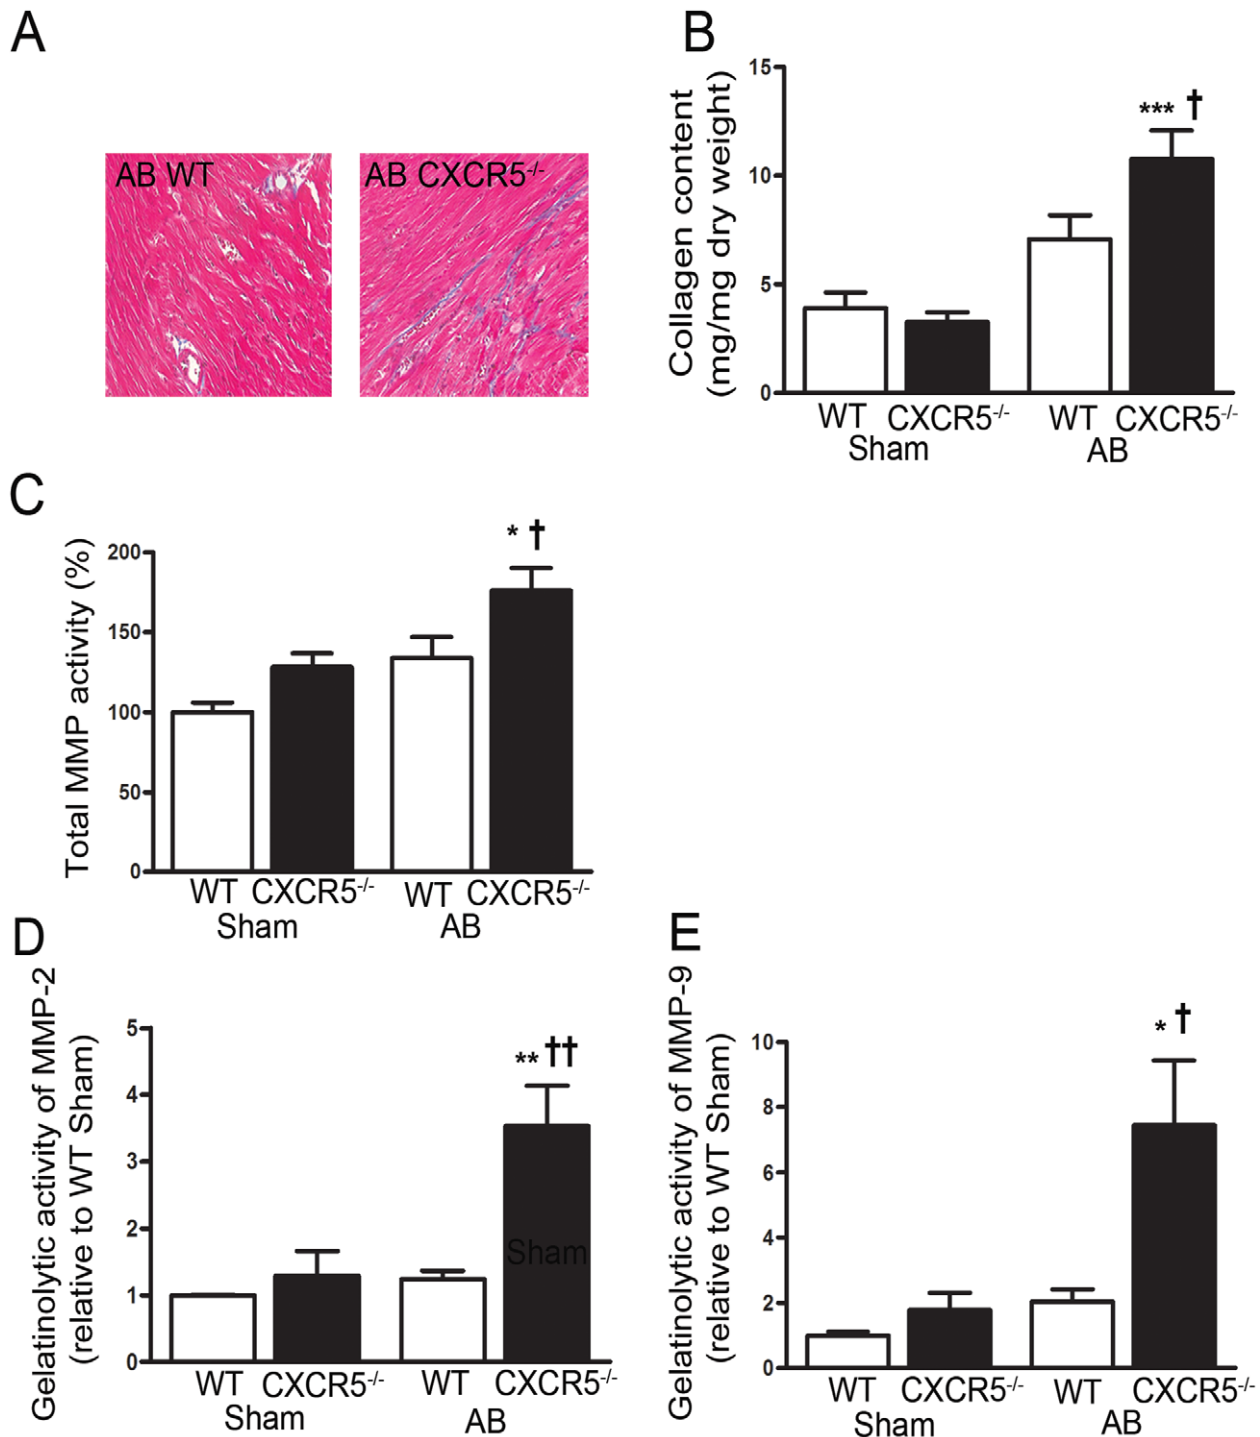 A
AB WT
AB CXCR5-/-
B
Collagen content
(mg/mg dry weight)
15
10
5
0
*** †
WT CXCR5-/- WT CXCR5-/-
Sham AB
C
Total MMP activity (%)
200
150
100
50
0
* †
WT CXCR5-/- WT CXCR5-/-
Sham AB
D
Gelatinolytic activity of MMP-2
(relative to WT Sham)
5
4
3
2
1
0
** ††
Sham
WT CXCR5-/- WT CXCR5-/-
Sham AB
E
Gelatinolytic activity of MMP-9
(relative to WT Sham)
10
8
6
4
2
0
* †
WT CXCR5-/- WT CXCR5-/-
Sham AB